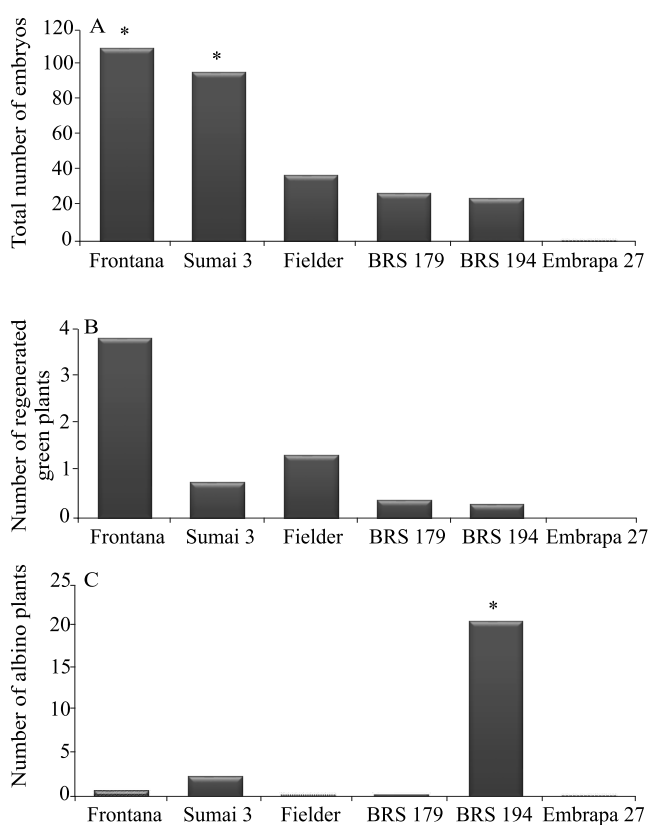 A
Total number of embryos
120
100
80
60
40
20
0
*
*
Frontana Sumai 3 Fielder BRS 179 BRS 194 Embrapa 27
B
Number of regenerated
green plants
4
3
2
1
0
Frontana Sumai 3 Fielder BRS 179 BRS 194 Embrapa 27
C
Number of albino plants
25
20
15
10
5
0
*
Frontana Sumai 3 Fielder BRS 179 BRS 194 Embrapa 27